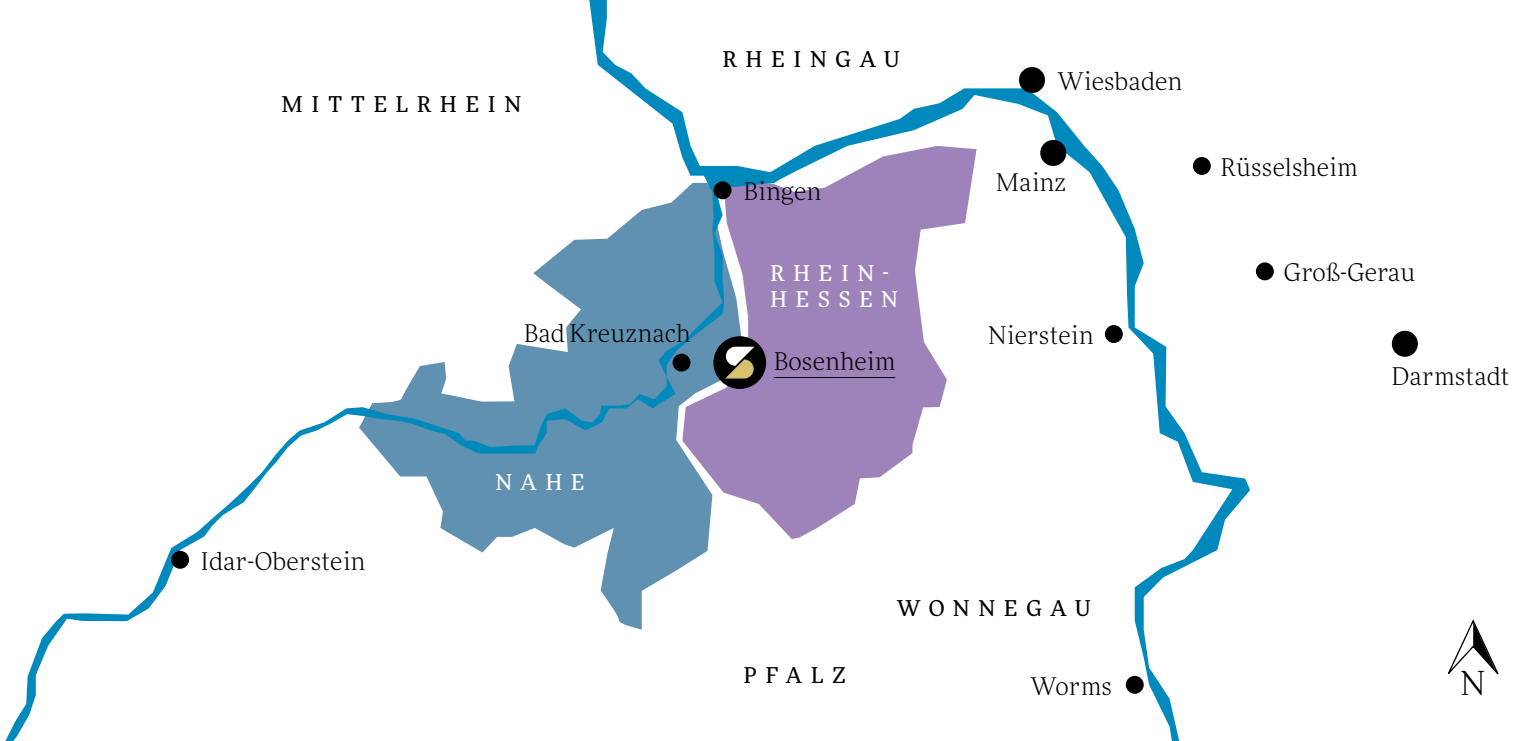 RHEINGAU
Wiesbaden
MITTELRHEIN
Mainz
Rüsselsheim
Bingen
RHEIN-
HESSEN
Groß-Gerau
Bad Kreuznach
Nierstein
Bosenheim
Darmstadt
NAHE
Idar-Oberstein
WONNEGAU
PFALZ
Worms
N